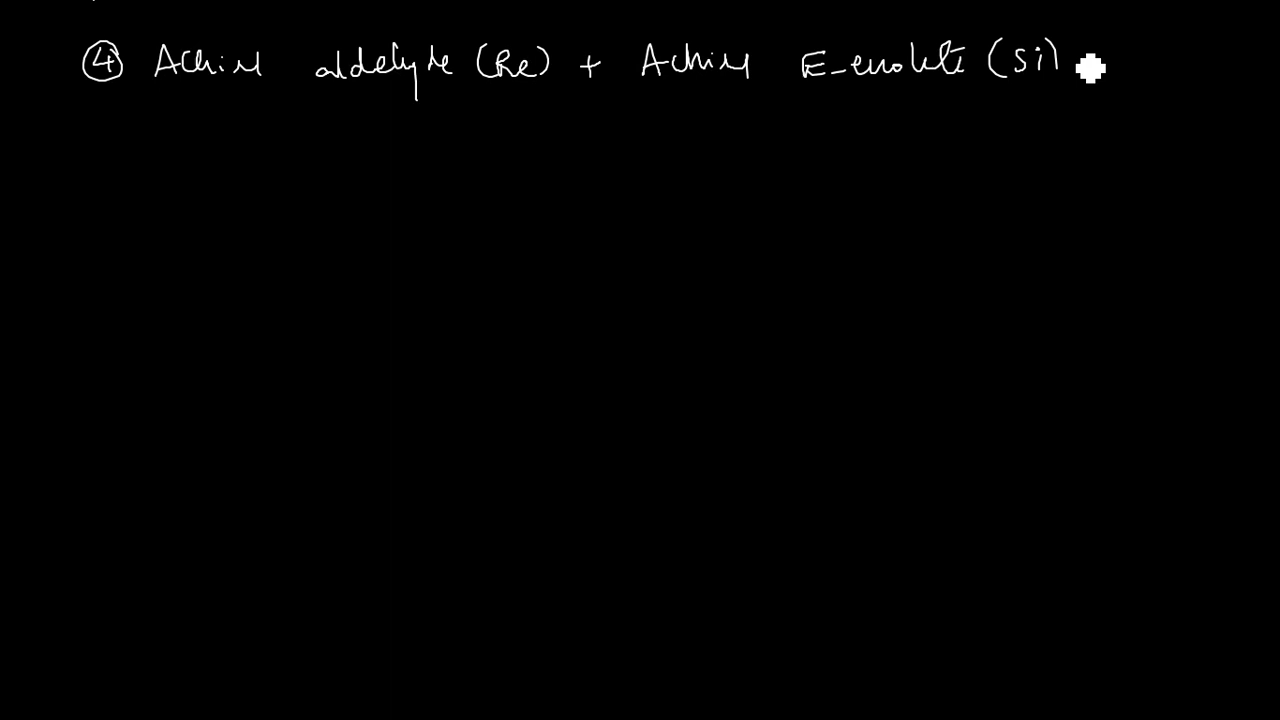 ④ Achiral aldehyde (Re) + Achiral E-enolate (Si)